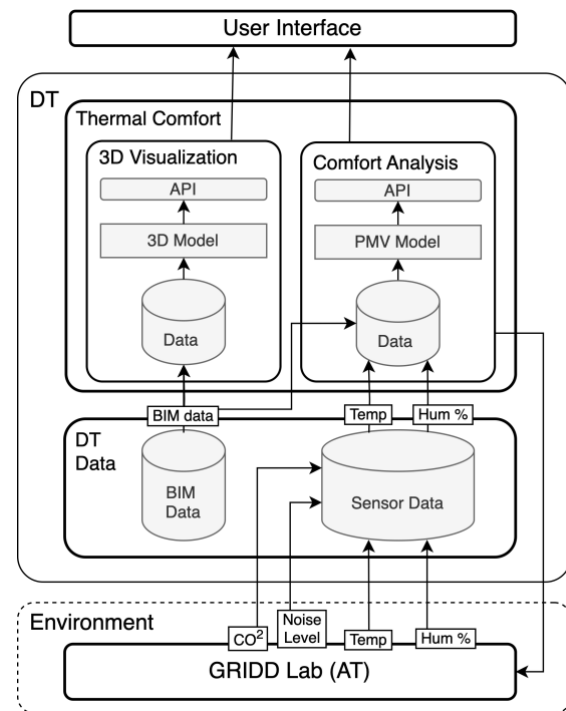 User Interface
DT
Thermal Comfort
3D Visualization
API
3D Model
Data
Comfort Analysis
API
PMV Model
Data
BIM data
Temp
Hum %
DT
Data
BIM
Data
Sensor Data
Environment
CO²
Noise
Level
Temp
Hum %
GRIDD Lab (AT)